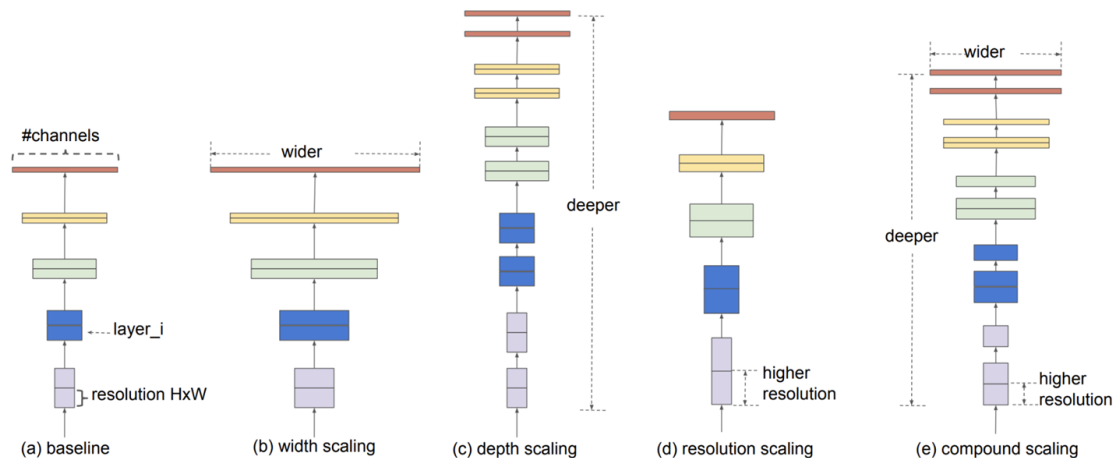 #channels
layer_i
resolution HxW
(a) baseline
wider
(b) width scaling
deeper
(c) depth scaling
higher
resolution
(d) resolution scaling
wider
deeper
higher
resolution
(e) compound scaling